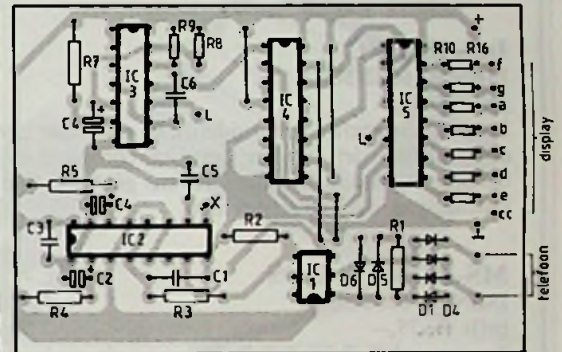 R9
R8
R7
IC
3
C6
C4
L
IC
4
IC
5
L
R10 R16
+
f
g
a
b
c
d
e
cc
display
R5
C5
C4
X
C3
IC2
R2
C2
C1
R4
R3
IC
1
D6
D5
R1
D1 D4
telefoon